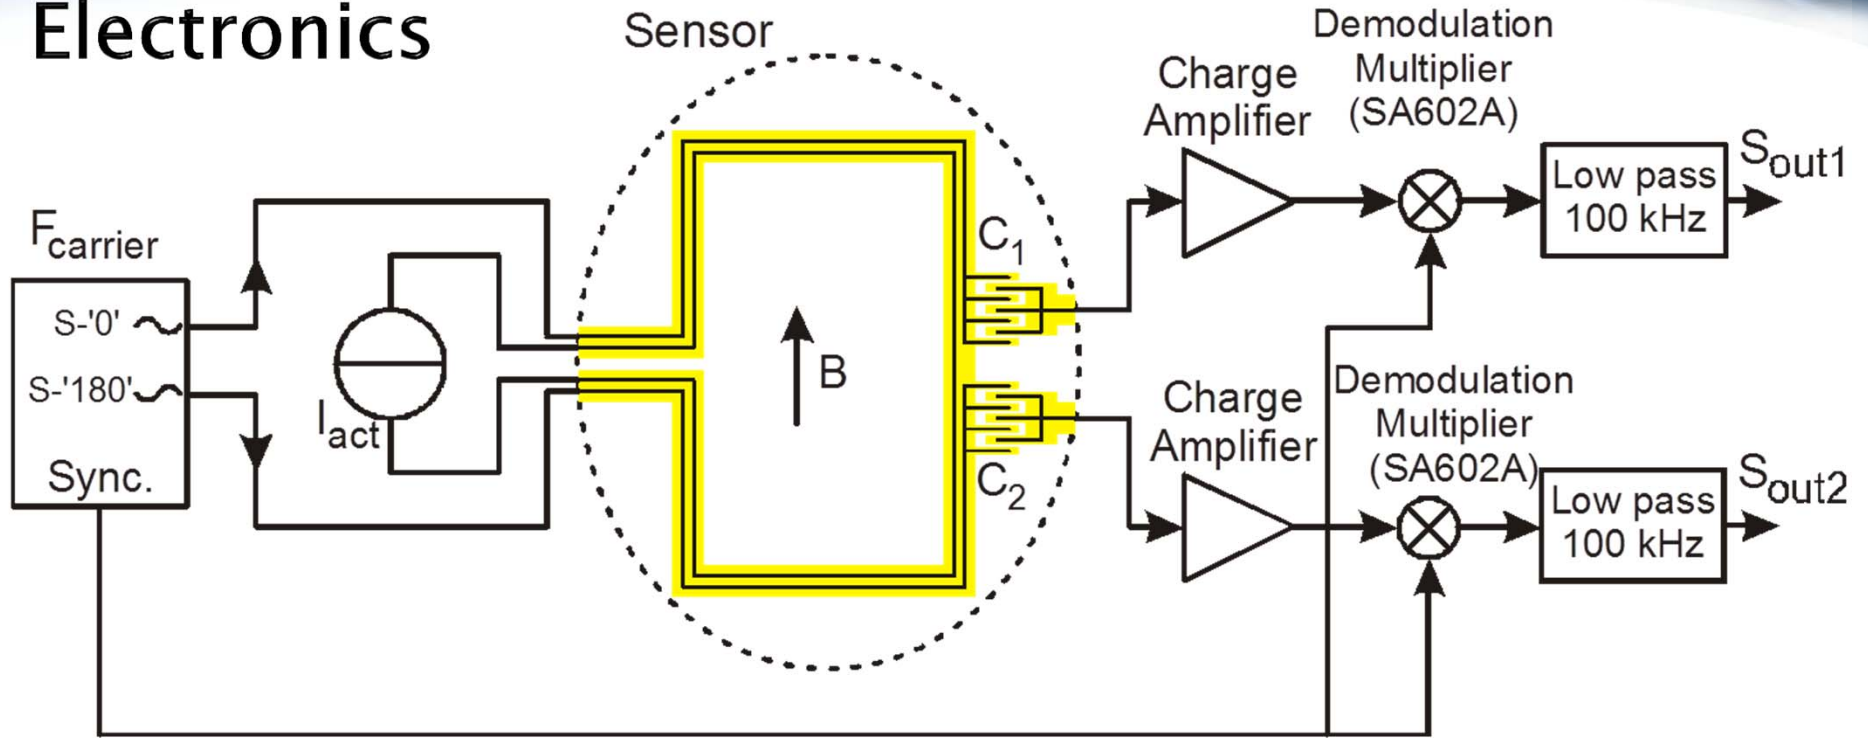 Electronics
Sensor
Demodulation
Multiplier
(SA602A)
Charge
Amplifier
Low pass
100 kHz
Sout1
Fcarrier
S-'0'
S-'180'
Sync.
Iact
B
C1
C2
Charge
Amplifier
Demodulation
Multiplier
(SA602A)
Low pass
100 kHz
Sout2